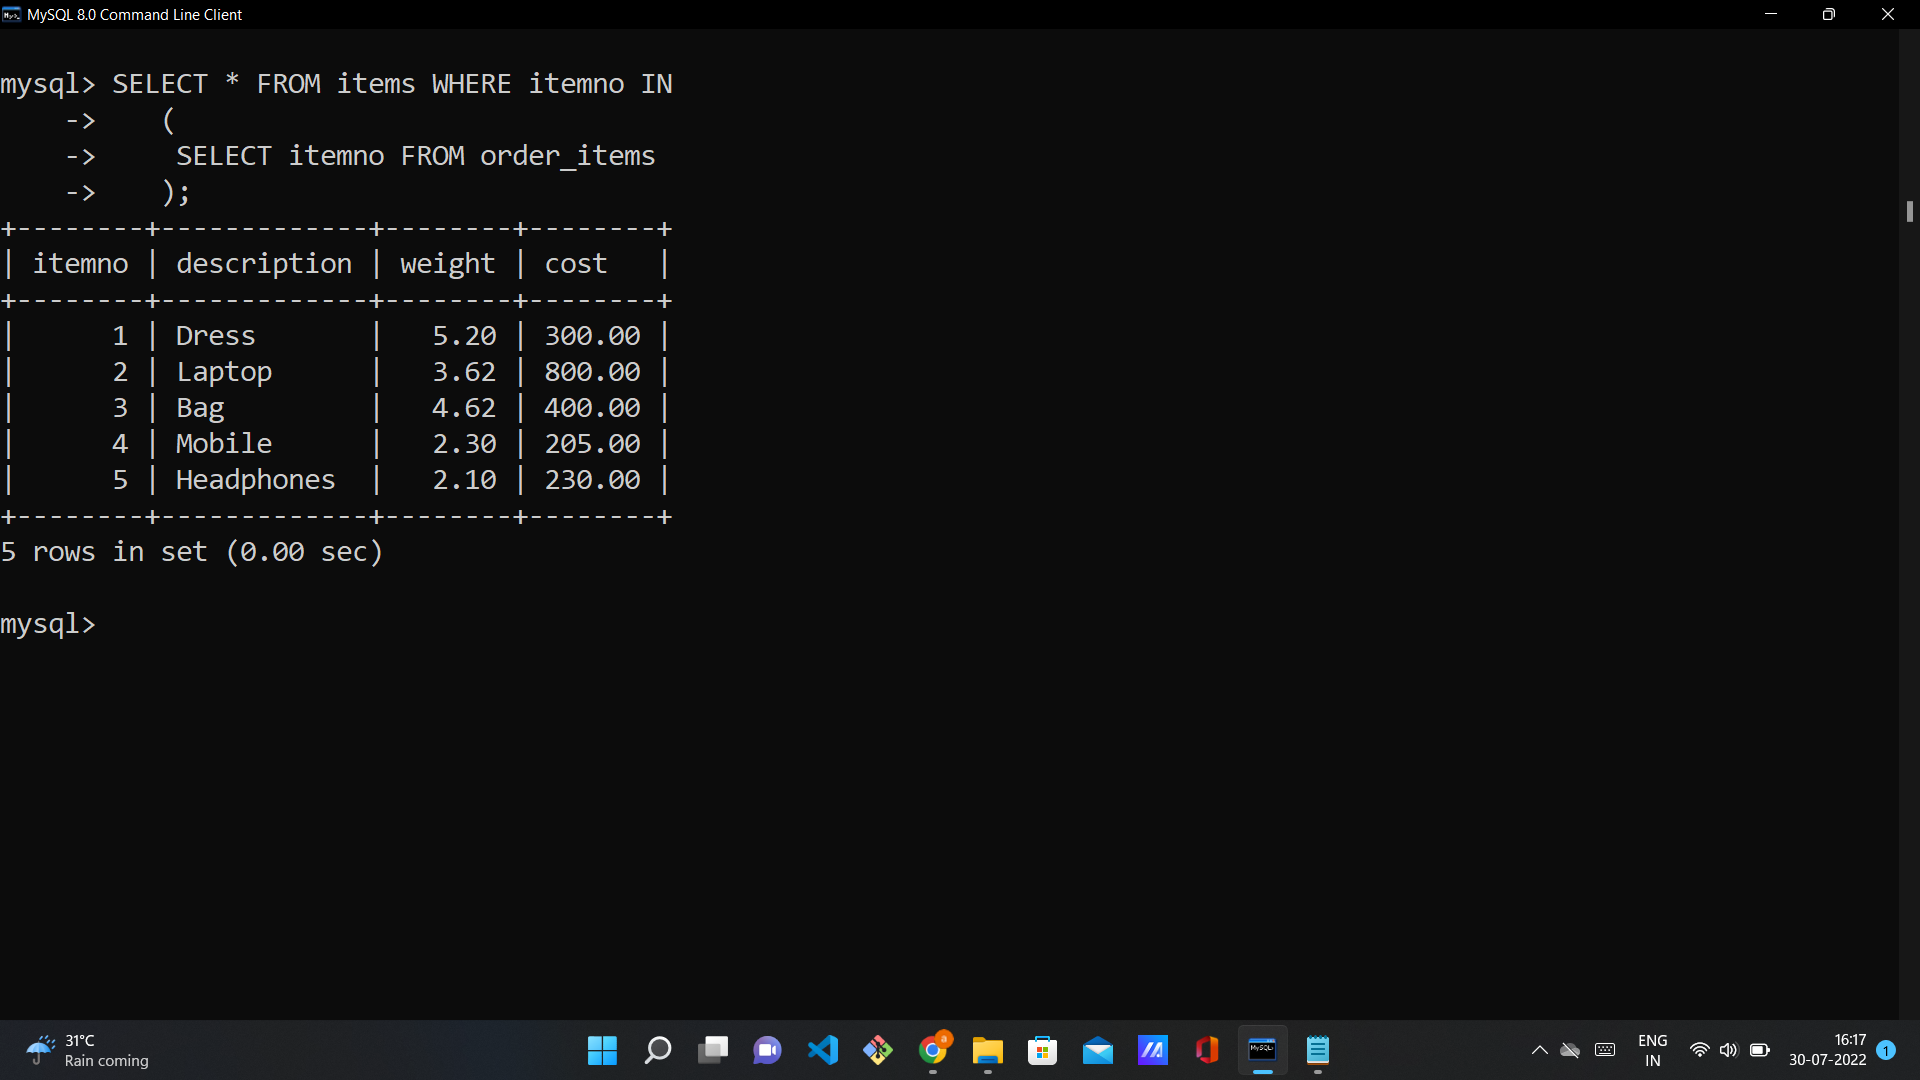 MySQL 8.0 Command Line Client
mysql> SELECT * FROM items WHERE itemno IN
    ->    (
    ->     SELECT itemno FROM order_items
    ->    );
+--------+-------------+--------+--------+
| itemno | description | weight | cost   |
+--------+-------------+--------+--------+
|      1 | Dress       |   5.20 | 300.00 |
|      2 | Laptop      |   3.62 | 800.00 |
|      3 | Bag         |   4.62 | 400.00 |
|      4 | Mobile      |   2.30 | 205.00 |
|      5 | Headphones  |   2.10 | 230.00 |
+--------+-------------+--------+--------+
5 rows in set (0.00 sec)
mysql>
31°C
Rain coming
a
MySQL>
ENG
IN
16:17
30-07-2022
1